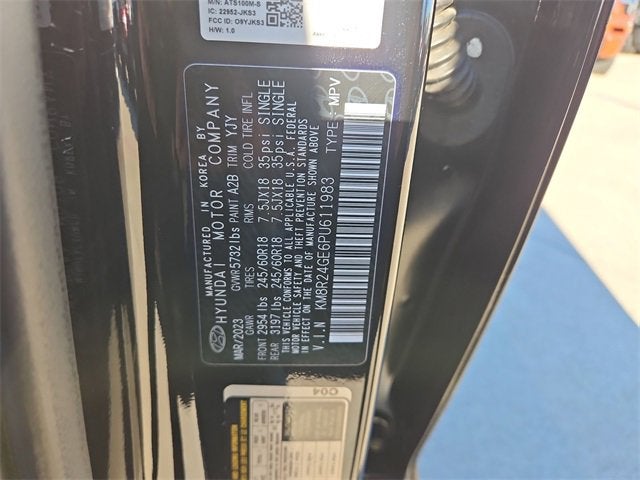 M/N: ATS100M-S
IC: 22952-JKS3
FCC ID: O9YJKS3
H/W: 1.0
MANUFACTURED IN KOREA BY
HYUNDAI MOTOR COMPANY
MAR/2023 GVWR 5732 lbs PAINT A2B TRIM YJY
GAWR TIRES RIMS COLD TIRE INFL
FRONT 2954 lbs 245/60R18 7.5JX18 35psi SINGLE
REAR 3197 lbs 245/60R18 7.5JX18 35psi SINGLE
THIS VEHICLE CONFORMS TO ALL APPLICABLE U.S.A. FEDERAL
MOTOR VEHICLE SAFETY AND THEFT PREVENTION STANDARDS
IN EFFECT ON THE DATE OF MANUFACTURE SHOWN ABOVE
V.I.N KM8R24GE6PU611983 TYPE : MPV
C04